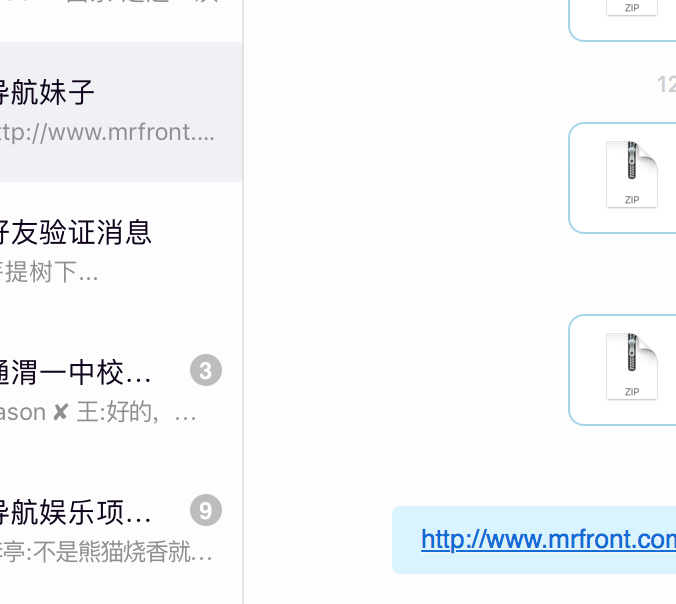 ZIP
导航妹子
ttp://www.mrfront....
12
ZIP
好友验证消息
菩提树下...
ZIP
通渭一中校...
3
ason ✘ 王:好的, ...
导航娱乐项...
9
亭:不是熊猫烧香就...
http://www.mrfront.com